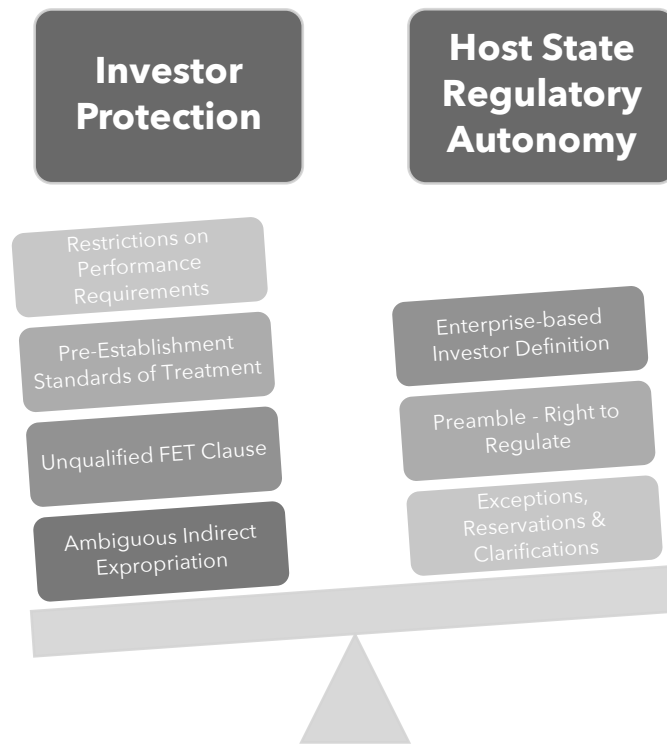 Investor
Protection
Host State
Regulatory
Autonomy
Restrictions on
Performance
Requirements
Pre-Establishment
Standards of Treatment
Unqualified FET Clause
Ambiguous Indirect
Expropriation
Enterprise-based
Investor Definition
Preamble - Right to
Regulate
Exceptions,
Reservations &
Clarifications